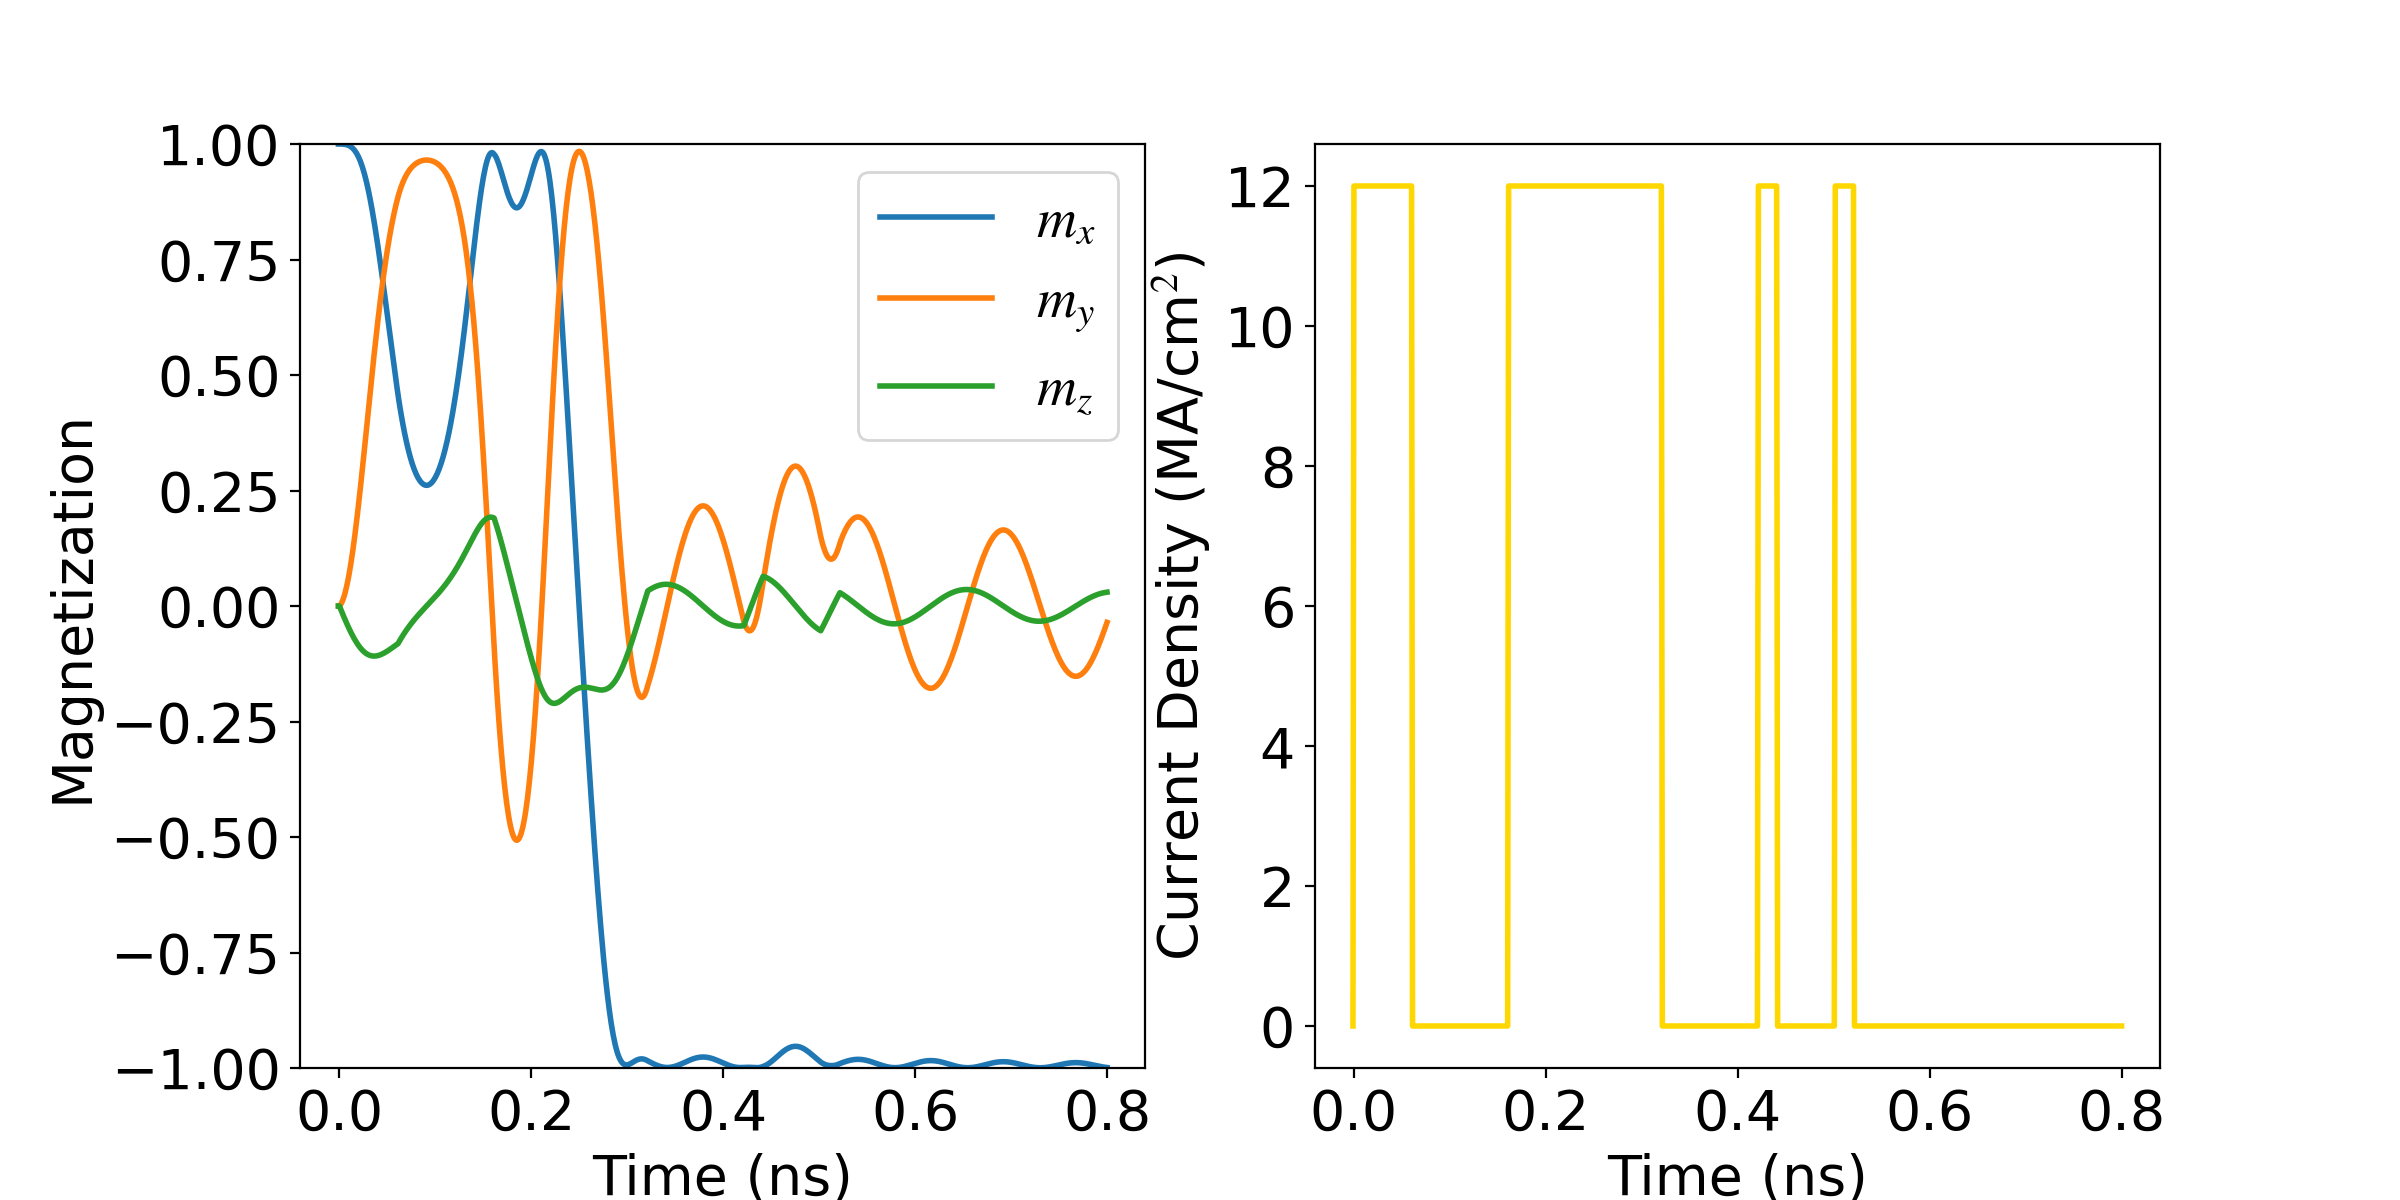 Magnetization
1.00
0.75
0.50
0.25
0.00
−0.25
−0.50
−0.75
−1.00
0.0 0.2 0.4 0.6 0.8
Time (ns)
m_x
m_y
m_z
Current Density (MA/cm²)
12
10
8
6
4
2
0
0.0 0.2 0.4 0.6 0.8
Time (ns)